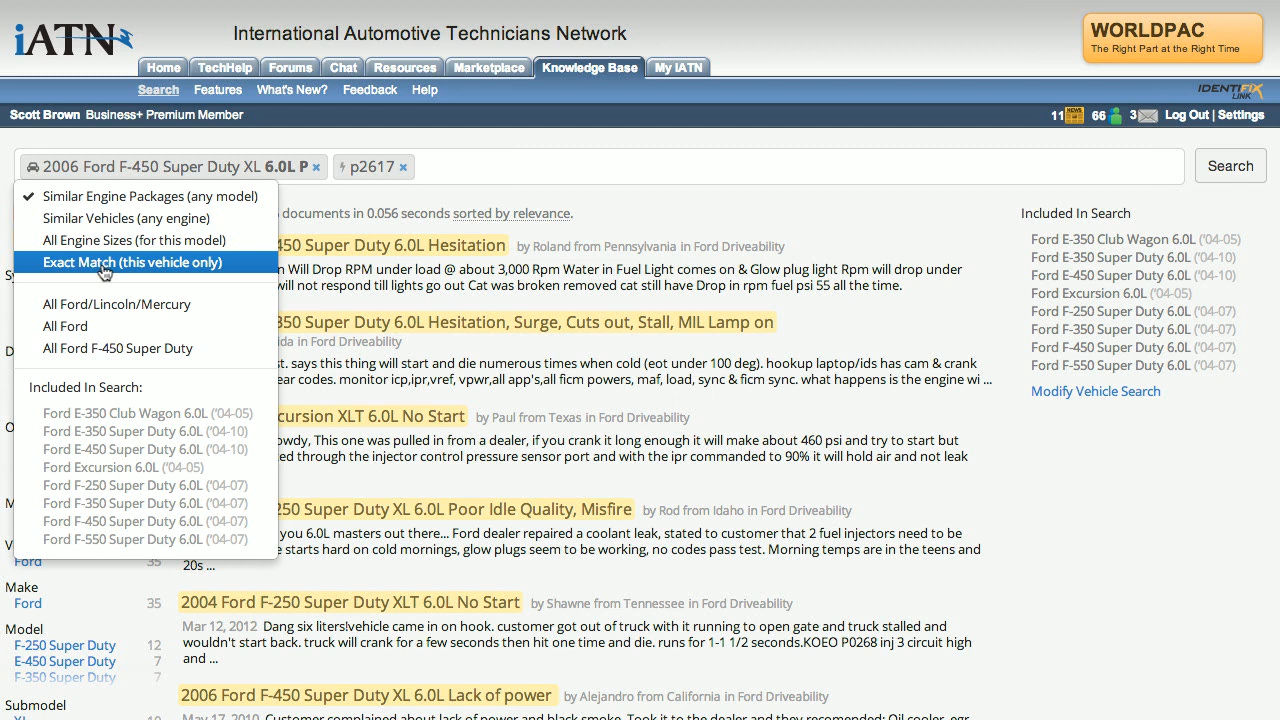 iATN
International Automotive Technicians Network
WORLDPAC
The Right Part at the Right Time
Home TechHelp Forums Chat Resources Marketplace Knowledge Base My iATN
Search Features What's New? Feedback Help
IDENTIFIX
LINK
Scott Brown Business+ Premium Member
11 NEWS 66 3 Log Out | Settings
2006 Ford F-450 Super Duty XL 6.0L P × p2617 × Search
✔ Similar Engine Packages (any model)
Similar Vehicles (any engine)
All Engine Sizes (for this model)
Exact Match (this vehicle only)
All Ford/Lincoln/Mercury
All Ford
All Ford F-450 Super Duty
Included In Search:
Ford E-350 Club Wagon 6.0L ('04-05)
Ford E-350 Super Duty 6.0L ('04-10)
Ford E-450 Super Duty 6.0L ('04-10)
Ford Excursion 6.0L ('04-05)
Ford F-250 Super Duty 6.0L ('04-07)
Ford F-350 Super Duty 6.0L ('04-07)
Ford F-450 Super Duty 6.0L ('04-07)
Ford F-550 Super Duty 6.0L ('04-07)
Ford 35
Make
Ford 35
Model
F-250 Super Duty 12
E-450 Super Duty 7
F-350 Super Duty 7
Submodel
documents in 0.056 seconds sorted by relevance.
450 Super Duty 6.0L Hesitation by Roland from Pennsylvania in Ford Driveability
n Will Drop RPM under load @ about 3,000 Rpm Water in Fuel Light comes on & Glow plug light Rpm will drop under
will not respond till lights go out Cat was broken removed cat still have Drop in rpm fuel psi 55 all the time.
350 Super Duty 6.0L Hesitation, Surge, Cuts out, Stall, MIL Lamp on
ida in Ford Driveability
st. says this thing will start and die numerous times when cold (eot under 100 deg). hookup laptop/ids has cam & crank
ear codes. monitor icp,ipr,vref, vpwr,all app's,all ficm powers, maf, load, sync & ficm sync. what happens is the engine wi ...
cursion XLT 6.0L No Start by Paul from Texas in Ford Driveability
owdy, This one was pulled in from a dealer, if you crank it long enough it will make about 460 psi and try to start but
ed through the injector control pressure sensor port and with the ipr commanded to 90% it will hold air and not leak
250 Super Duty XL 6.0L Poor Idle Quality, Misfire by Rod from Idaho in Ford Driveability
you 6.0L masters out there... Ford dealer repaired a coolant leak, stated to customer that 2 fuel injectors need to be
e starts hard on cold mornings, glow plugs seem to be working, no codes pass test. Morning temps are in the teens and
20s ...
2004 Ford F-250 Super Duty XLT 6.0L No Start by Shawne from Tennessee in Ford Driveability
Mar 12, 2012 Dang six liters!vehicle came in on hook. customer got out of truck with it running to open gate and truck stalled and
wouldn't start back. truck will crank for a few seconds then hit one time and die. runs for 1-1 1/2 seconds.KOEO P0268 inj 3 circuit high
and ...
2006 Ford F-450 Super Duty XL 6.0L Lack of power by Alejandro from California in Ford Driveability
May 17, 2010 Customer complained about lack of power and black smoke. Took it to the dealer and they recomended: Oil cooler, egr
Included In Search
Ford E-350 Club Wagon 6.0L ('04-05)
Ford E-350 Super Duty 6.0L ('04-10)
Ford E-450 Super Duty 6.0L ('04-10)
Ford Excursion 6.0L ('04-05)
Ford F-250 Super Duty 6.0L ('04-07)
Ford F-350 Super Duty 6.0L ('04-07)
Ford F-450 Super Duty 6.0L ('04-07)
Ford F-550 Super Duty 6.0L ('04-07)
Modify Vehicle Search